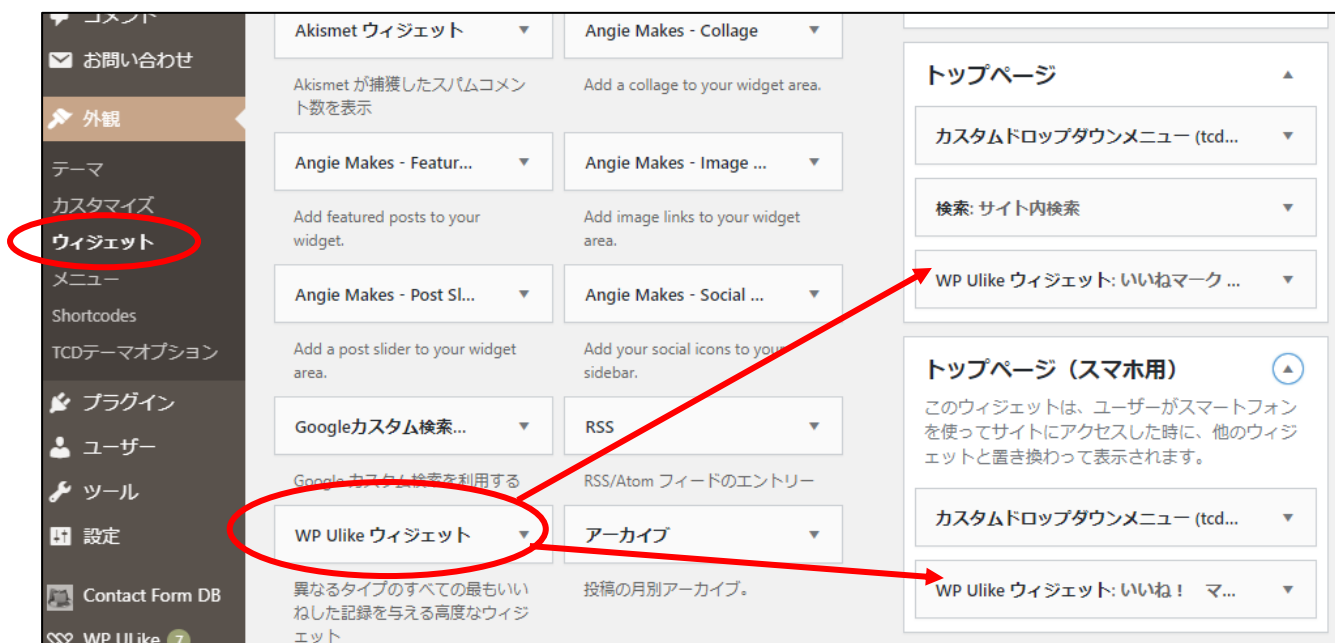 コメント
お問い合わせ
外観
テーマ
カスタマイズ
ウィジェット
メニュー
Shortcodes
TCDテーマオプション
プラグイン
ユーザー
ツール
設定
Contact Form DB
WP ULike 7
Akismet ウィジェット
Akismet が捕獲したスパムコメン
ト数を表示
Angie Makes - Featur...
Add featured posts to your
widget.
Angie Makes - Post Sl...
Add a post slider to your widget
area.
Googleカスタム検索...
Google カスタム検索を利用する
WP Ulike ウィジェット
異なるタイプのすべての最もいい
ねした記録を与える高度なウィジ
ェット
Angie Makes - Collage
Add a collage to your widget area.
Angie Makes - Image ...
Add image links to your widget
area.
Angie Makes - Social ...
Add your social icons to your
sidebar.
RSS
RSS/Atom フィードのエントリー
アーカイブ
投稿の月別アーカイブ。
トップページ
カスタムドロップダウンメニュー (tcd...
検索: サイト内検索
WP Ulike ウィジェット: いいねマーク ...
トップページ（スマホ用）
このウィジェットは、ユーザーがスマートフォン
を使ってサイトにアクセスした時に、他のウィジ
ェットと置き換わって表示されます。
カスタムドロップダウンメニュー (tcd...
WP Ulike ウィジェット: いいね！　マ...